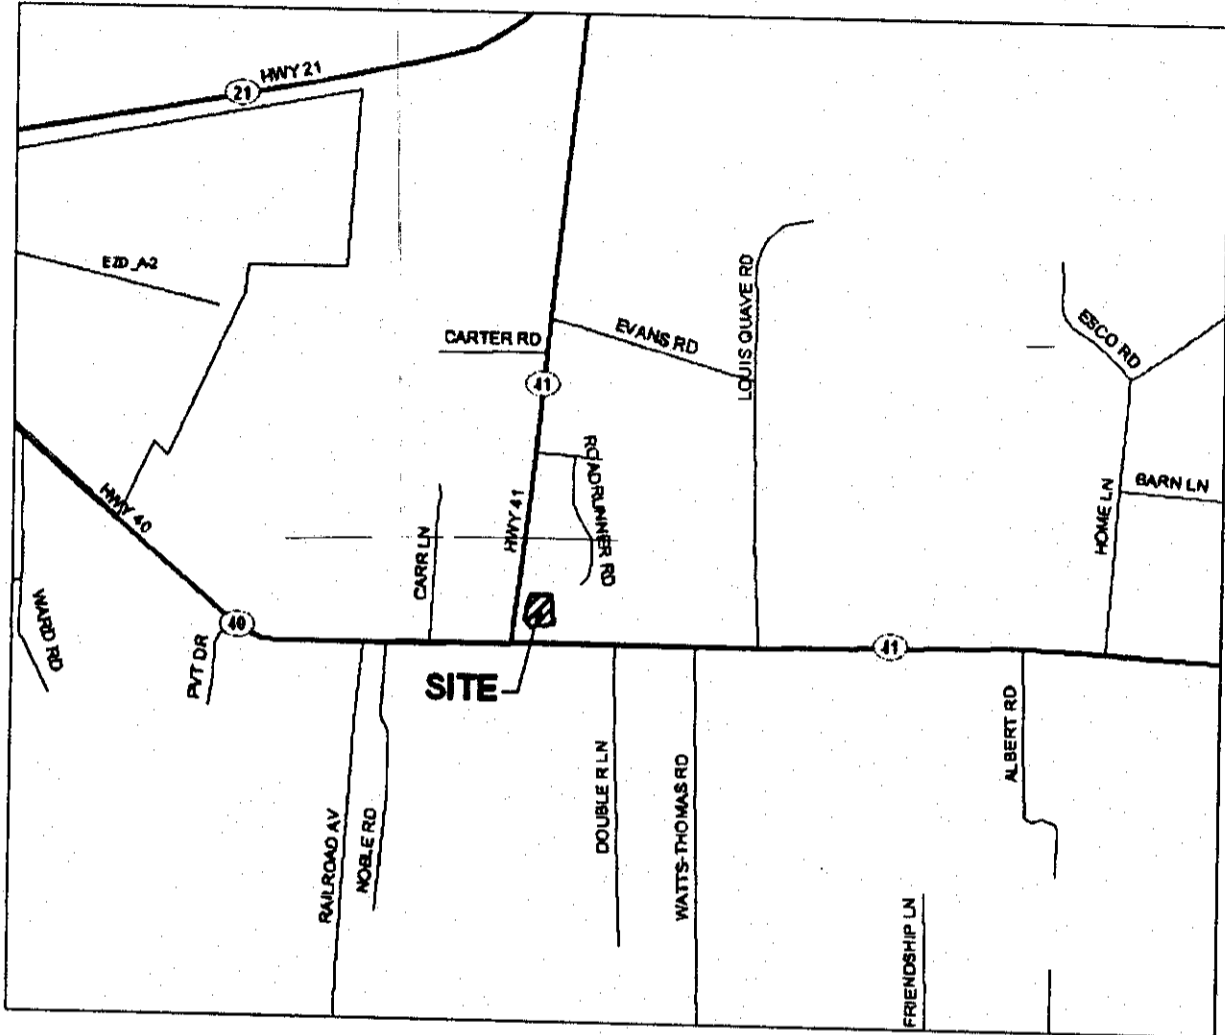 HWY 21
21
EZD_A-2
LOUIS QUAVE RD
CARTER RD
EVANS RD
ESCO RD
41
ROADRUNNER RD
HWY 40
HWY 41
BARN LN
HOME LN
CARR LN
WARD RD
40
PVT DR
41
SITE
ALBERT RD
RAILROAD AV
NOBLE RD
DOUBLE R LN
WATTS-THOMAS RD
FRIENDSHIP LN